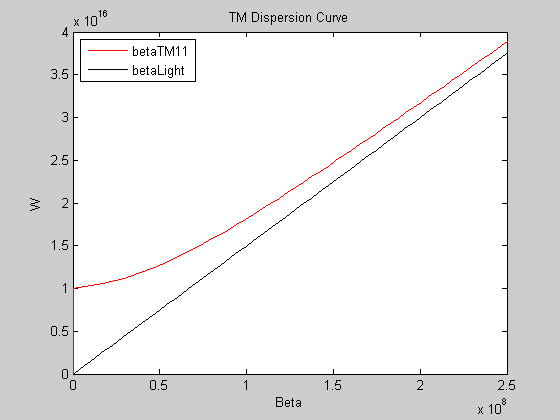 TM Dispersion Curve
x 10^16
4
3.5
3
2.5
2
1.5
1
0.5
0
W
betaTM11
betaLight
0 0.5 1 1.5 2 2.5
Beta
x 10^8